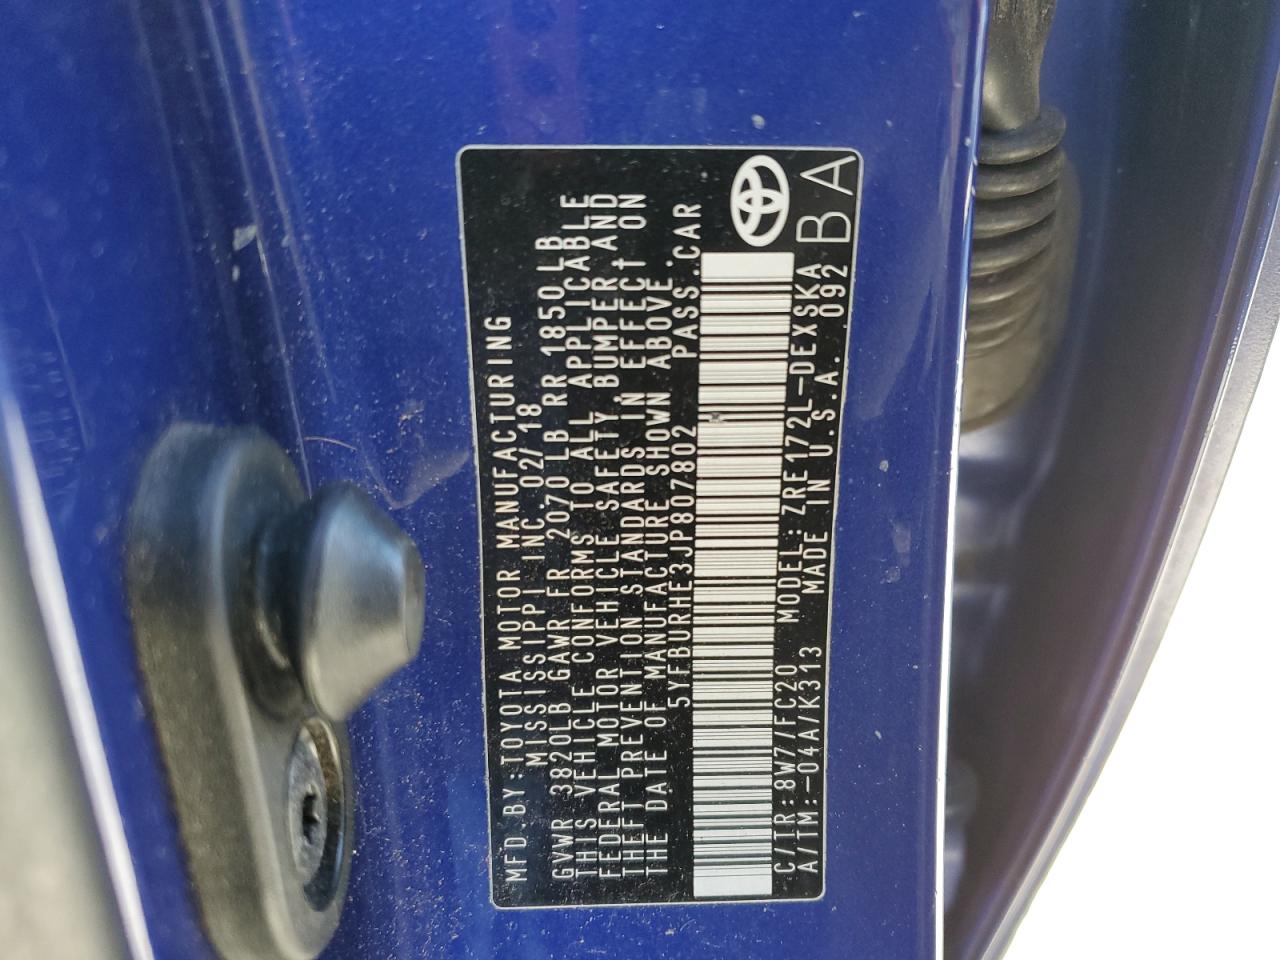 MFD.BY:TOYOTA MOTOR MANUFACTURING
MISSISSIPPI INC.02/18
GVWR 3820LB GAWR FR 2070LB RR 1850LB
THIS VEHICLE CONFORMS TO ALL APPLICABLE
FEDERAL MOTOR VEHICLE SAFETY,BUMPER AND
THEFT PREVENTION STANDARDS IN EFFECT ON
THE DATE OF MANUFACTURE SHOWN ABOVE.
5YFBURHE3JP807802 PASS.CAR
C/TR:8W7/FC20 MODEL:ZRE172L-DEXSKA
A/TM:-04A/K313 MADE IN U.S.A. 092
BA